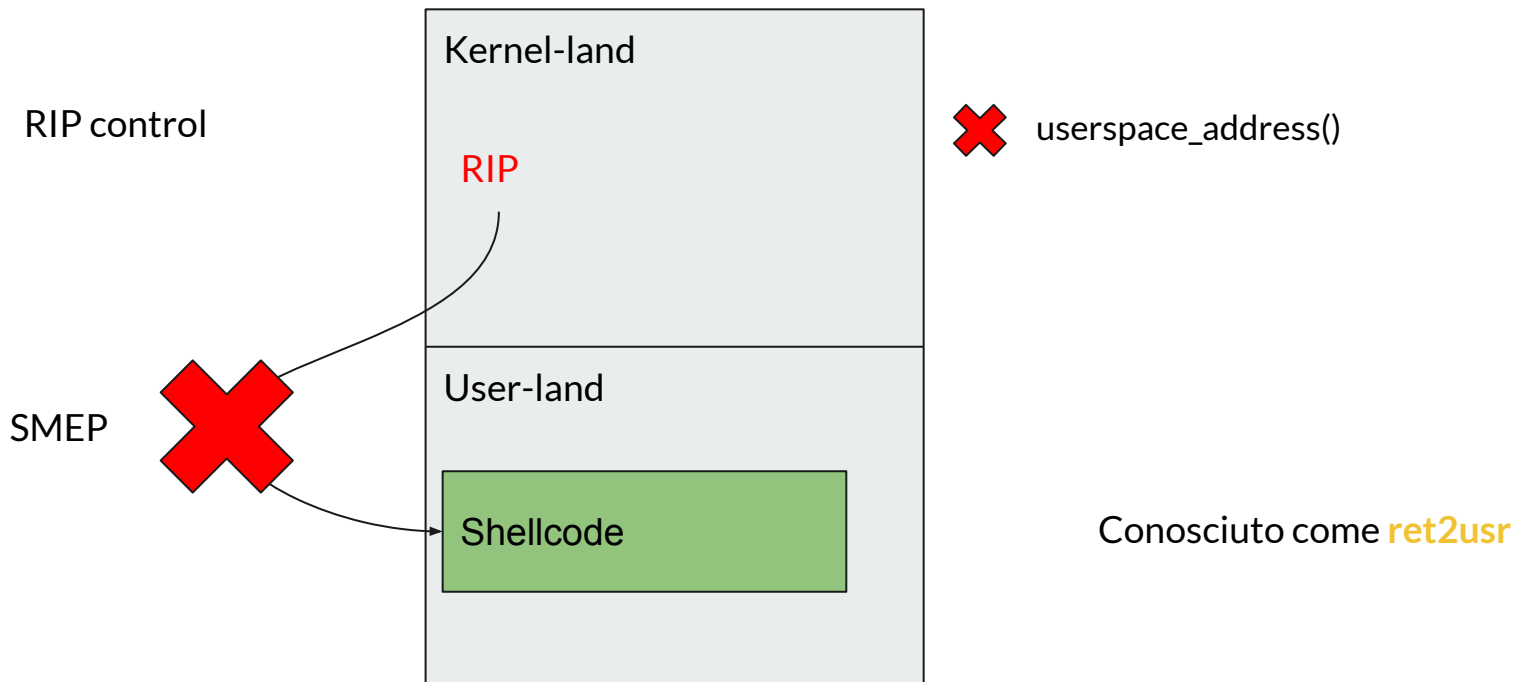 Kernel-land
RIP control
userspace_address()
RIP
User-land
SMEP
Shellcode
Conosciuto come ret2usr